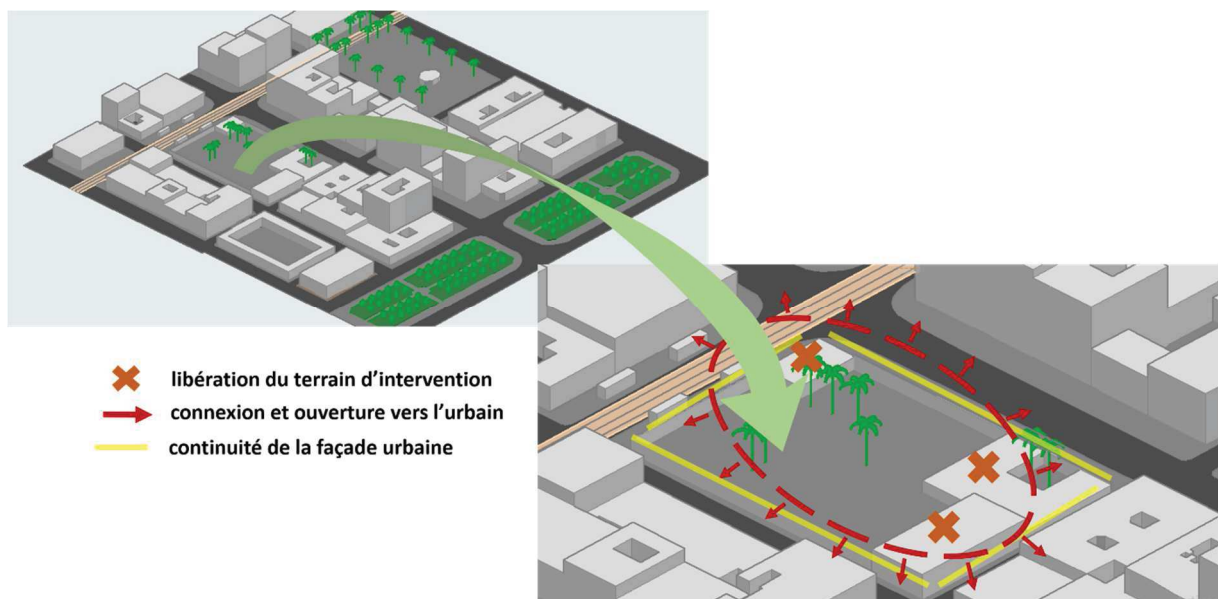 libération du terrain d'intervention
connexion et ouverture vers l'urbain
continuité de la façade urbaine